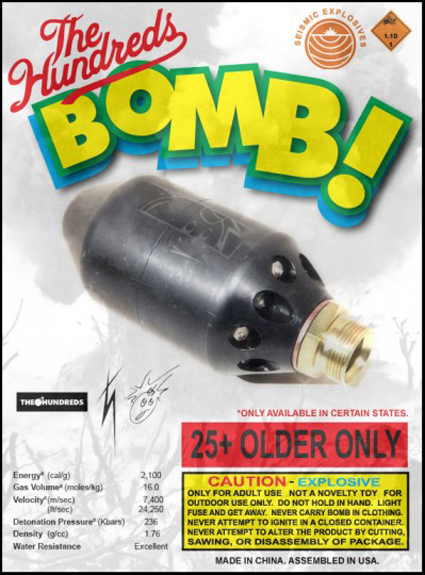 The
Hundreds
BOMB!
SEISMIC EXPLOSIVES
1.1D
1
THE HUNDREDS
*ONLY AVAILABLE IN CERTAIN STATES.
25+ OLDER ONLY
Energy (cal/g) 2,100
Gas Volume (moles/kg) 16.0
Velocity (m/sec) 7,400
(ft/sec) 24,250
Detonation Pressure (Kbars) 236
Density (g/cc) 1.76
Water Resistance Excellent
CAUTION - EXPLOSIVE
ONLY FOR ADULT USE NOT A NOVELTY TOY FOR
OUTDOOR USE ONLY. DO NOT HOLD IN HAND. LIGHT
FUSE AND GET AWAY. NEVER CARRY BOMB IN CLOTHING.
NEVER ATTEMPT TO IGNITE IN A CLOSED CONTAINER.
NEVER ATTEMPT TO ALTER THE PRODUCT BY CUTTING,
SAWING, OR DISASSEMBLY OF PACKAGE.
MADE IN CHINA. ASSEMBLED IN USA.